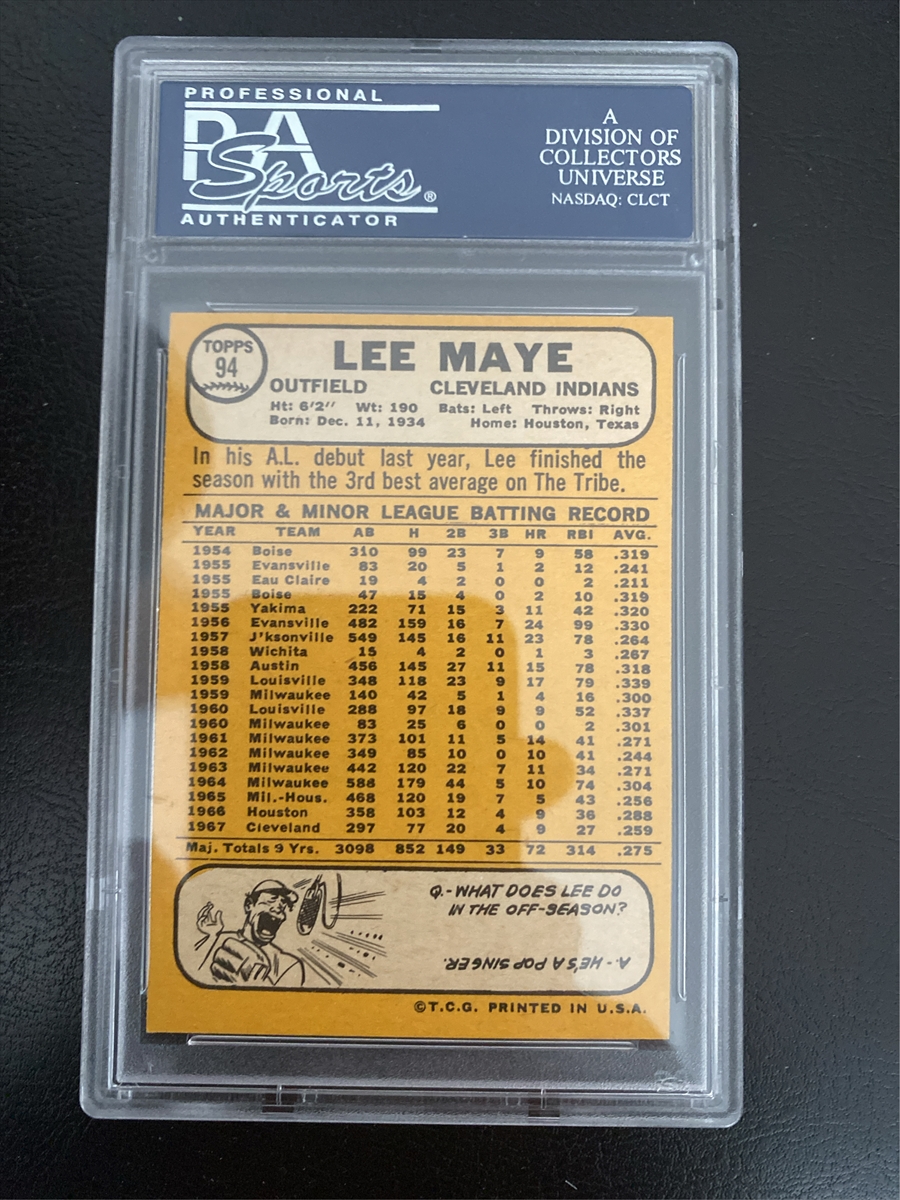 PROFESSIONAL
PSA
Sports®
AUTHENTICATOR
A
DIVISION OF
COLLECTORS
UNIVERSE
NASDAQ: CLCT
TOPPS
94
LEE MAYE
OUTFIELD CLEVELAND INDIANS
Ht: 6'2" Wt: 190 Bats: Left Throws: Right
Born: Dec. 11, 1934 Home: Houston, Texas
In his A.L. debut last year, Lee finished the
season with the 3rd best average on The Tribe.
MAJOR & MINOR LEAGUE BATTING RECORD
YEAR TEAM AB H 2B 3B HR RBI AVG.
1954 Boise 310 99 23 7 9 58 .319
1955 Evansville 83 20 5 1 2 12 .241
1955 Eau Claire 19 4 2 0 0 2 .211
1955 Boise 47 15 4 0 2 10 .319
1955 Yakima 222 71 15 3 11 42 .320
1956 Evansville 482 159 16 7 24 99 .330
1957 J'ksonville 549 145 16 11 23 78 .264
1958 Wichita 15 4 2 0 1 3 .267
1958 Austin 456 145 27 11 15 78 .318
1959 Louisville 348 118 23 9 17 79 .339
1959 Milwaukee 140 42 5 1 4 16 .300
1960 Louisville 288 97 18 9 9 52 .337
1960 Milwaukee 83 25 6 0 0 2 .301
1961 Milwaukee 373 101 11 5 14 41 .271
1962 Milwaukee 349 85 10 0 10 41 .244
1963 Milwaukee 442 120 22 7 11 34 .271
1964 Milwaukee 588 179 44 5 10 74 .304
1965 Mil.-Hous. 468 120 19 7 5 43 .256
1966 Houston 358 103 12 4 9 36 .288
1967 Cleveland 297 77 20 4 9 27 .259
Maj. Totals 9 Yrs. 3098 852 149 33 72 314 .275
Q.- WHAT DOES LEE DO
IN THE OFF-SEASON?
A.- HE'S A POP SINGER.
©T.C.G. PRINTED IN U.S.A.